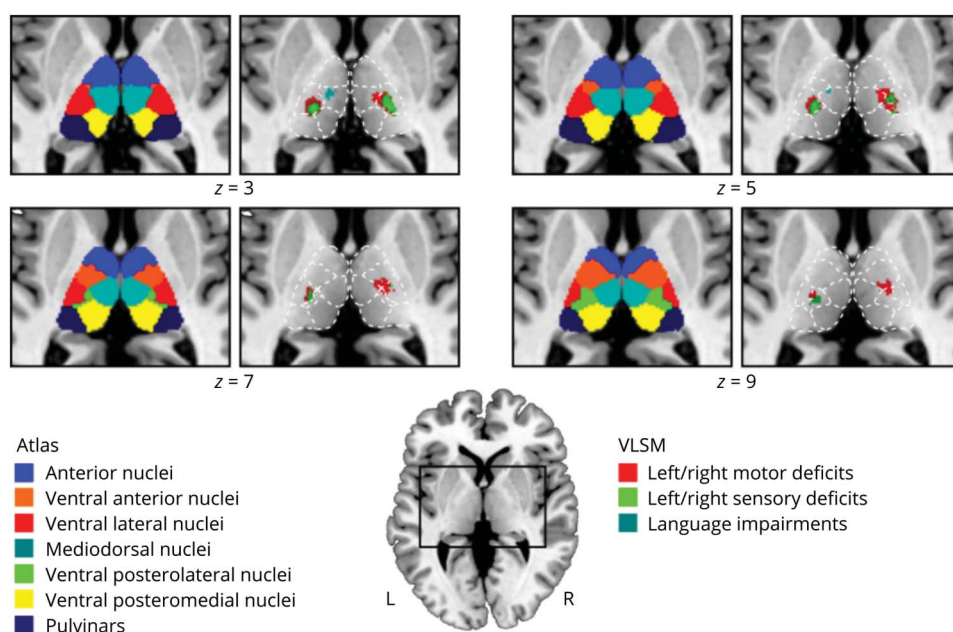 z = 3
z = 5
z = 7
z = 9
Atlas
Anterior nuclei
Ventral anterior nuclei
Ventral lateral nuclei
Mediodorsal nuclei
Ventral posterolateral nuclei
Ventral posteromedial nuclei
Pulvinars
L
R
VLSM
Left/right motor deficits
Left/right sensory deficits
Language impairments